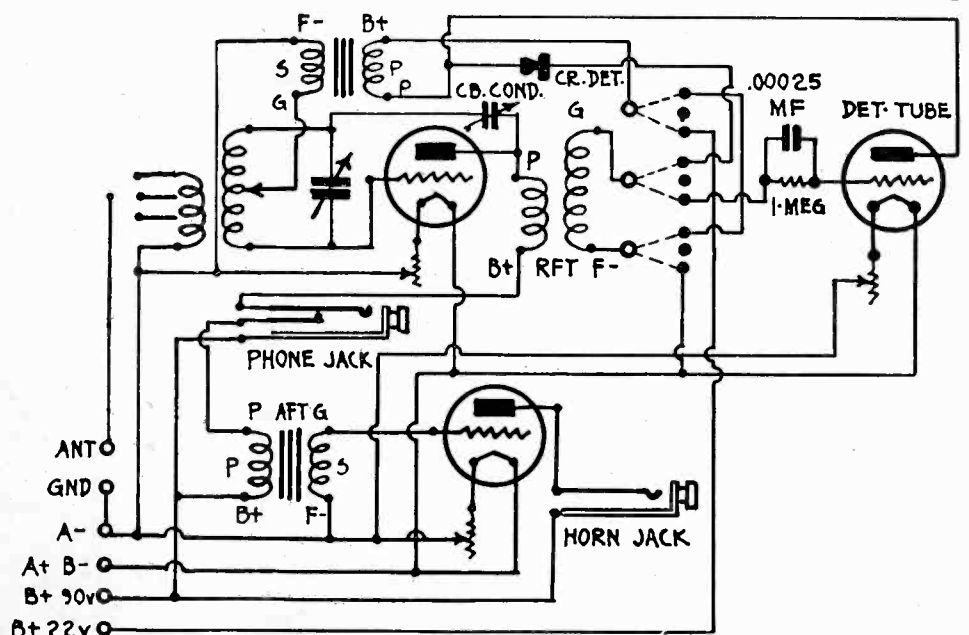 F- B+
S P P
G
CB. COND.
CR. DET.
G
.00025
MF
DET. TUBE
P
1. MEG
B+ RFT F-
PHONE JACK
P AFT G
P S
B+ F-
HORN JACK
ANT
GND
A-
A+ B-
B+ 90v
B+ 22v